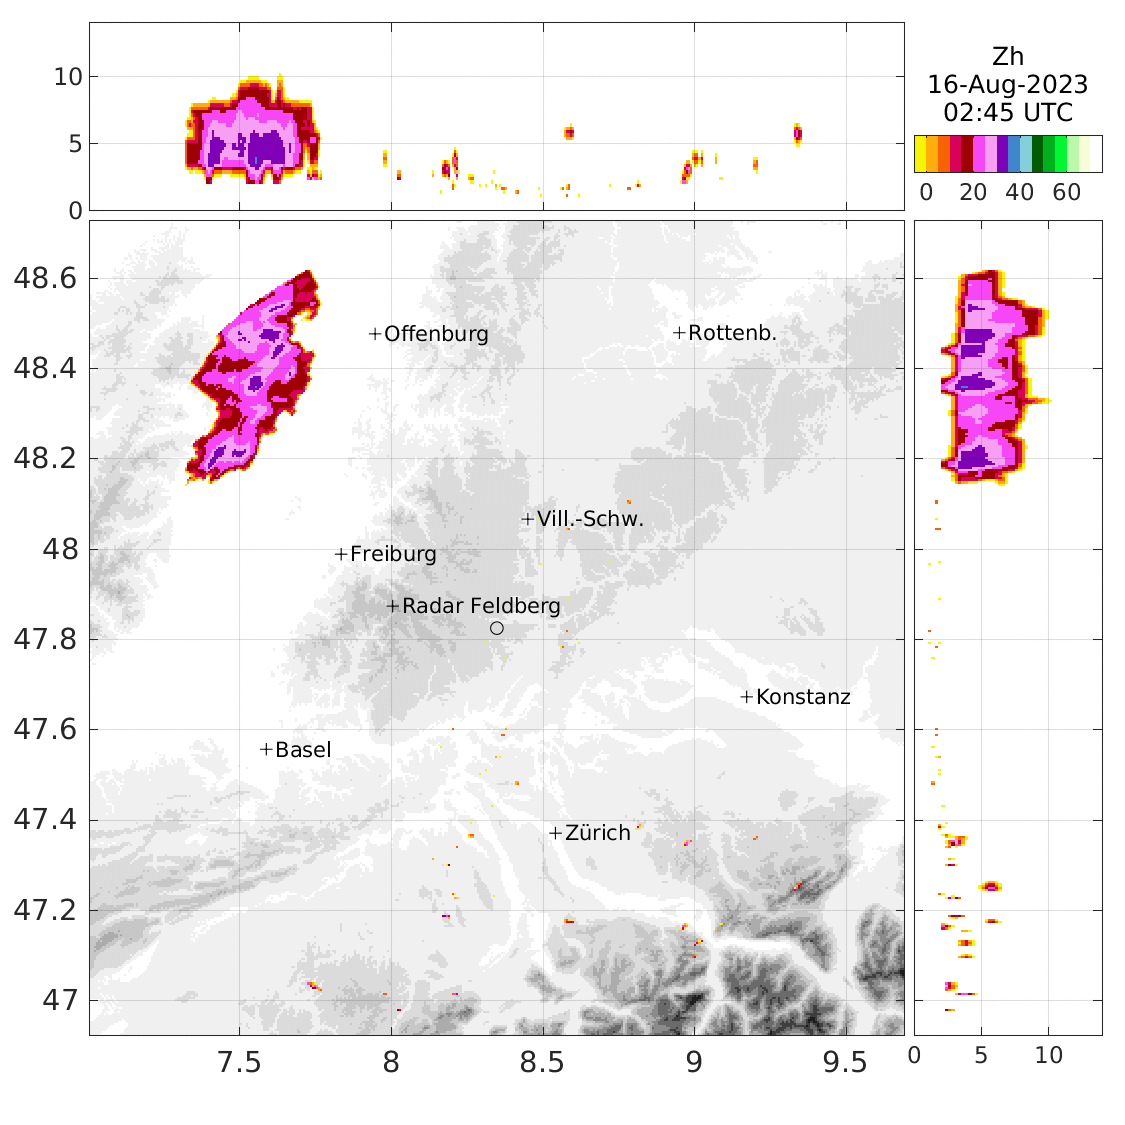 10
5
0
Zh
16-Aug-2023
02:45 UTC
0 20 40 60
48.6
48.4
48.2
48
47.8
47.6
47.4
47.2
47
Offenburg
Rottenb.
Vill.-Schw.
Freiburg
Radar Feldberg
Konstanz
Basel
Zürich
7.5 8 8.5 9 9.5
0 5 10